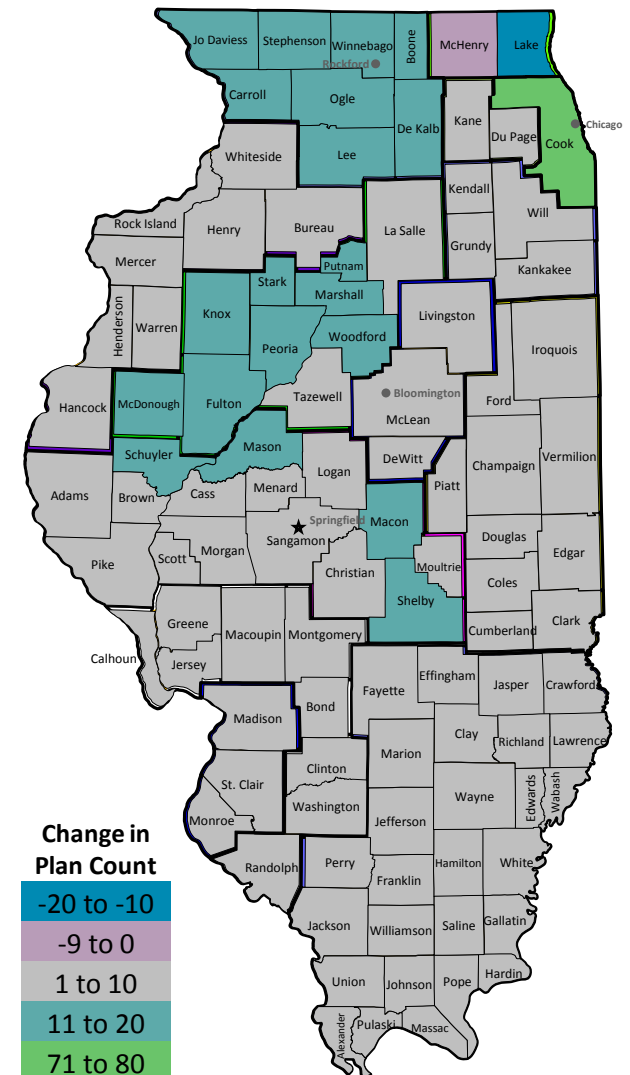 Jo Daviess
Stephenson
Winnebago
Boone
McHenry
Lake
Rockford
Carroll
Ogle
De Kalb
Kane
Du Page
Cook
Chicago
Whiteside
Lee
Kendall
Will
Rock Island
Henry
Bureau
La Salle
Grundy
Mercer
Putnam
Kankakee
Stark
Marshall
Henderson
Warren
Knox
Peoria
Woodford
Livingston
Iroquois
Hancock
McDonough
Fulton
Tazewell
Bloomington
McLean
Ford
Schuyler
Mason
Logan
DeWitt
Champaign
Vermilion
Adams
Brown
Cass
Menard
Piatt
Springfield
Macon
Sangamon
Douglas
Edgar
Pike
Scott
Morgan
Christian
Moultrie
Coles
Shelby
Greene
Macoupin
Montgomery
Cumberland
Clark
Calhoun
Jersey
Fayette
Effingham
Jasper
Crawford
Madison
Bond
Clay
Richland
Lawrence
Marion
Clinton
St. Clair
Washington
Wayne
Edwards
Wabash
Monroe
Jefferson
Randolph
Perry
Hamilton
White
Franklin
Jackson
Williamson
Saline
Gallatin
Union
Johnson
Pope
Hardin
Alexander
Pulaski
Massac
Change in
Plan Count
-20 to -10
-9 to 0
1 to 10
11 to 20
71 to 80